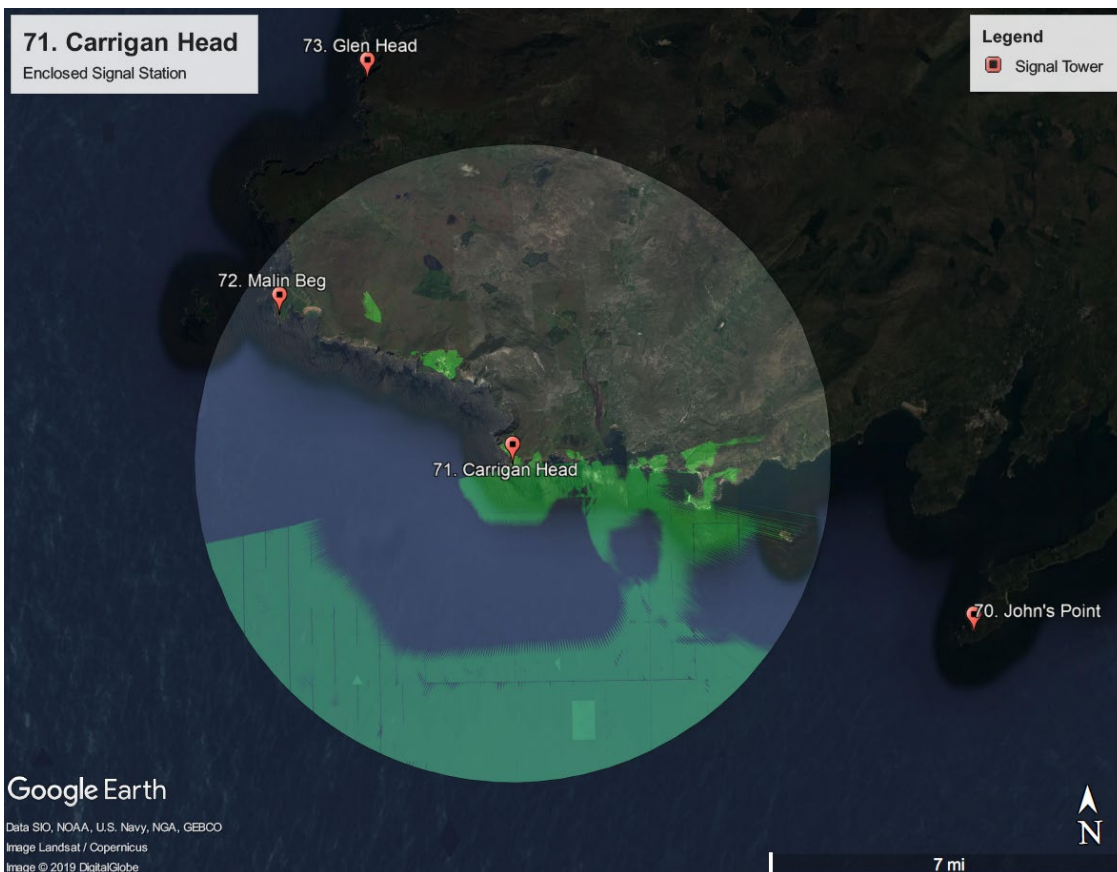 71. Carrigan Head
Enclosed Signal Station
73. Glen Head
Legend
Signal Tower
72. Malin Beg
71. Carrigan Head
70. John's Point
Google Earth
Data SIO, NOAA, U.S. Navy, NGA, GEBCO
Image Landsat / Copernicus
Image © 2019 DigitalGlobe
N
7 mi